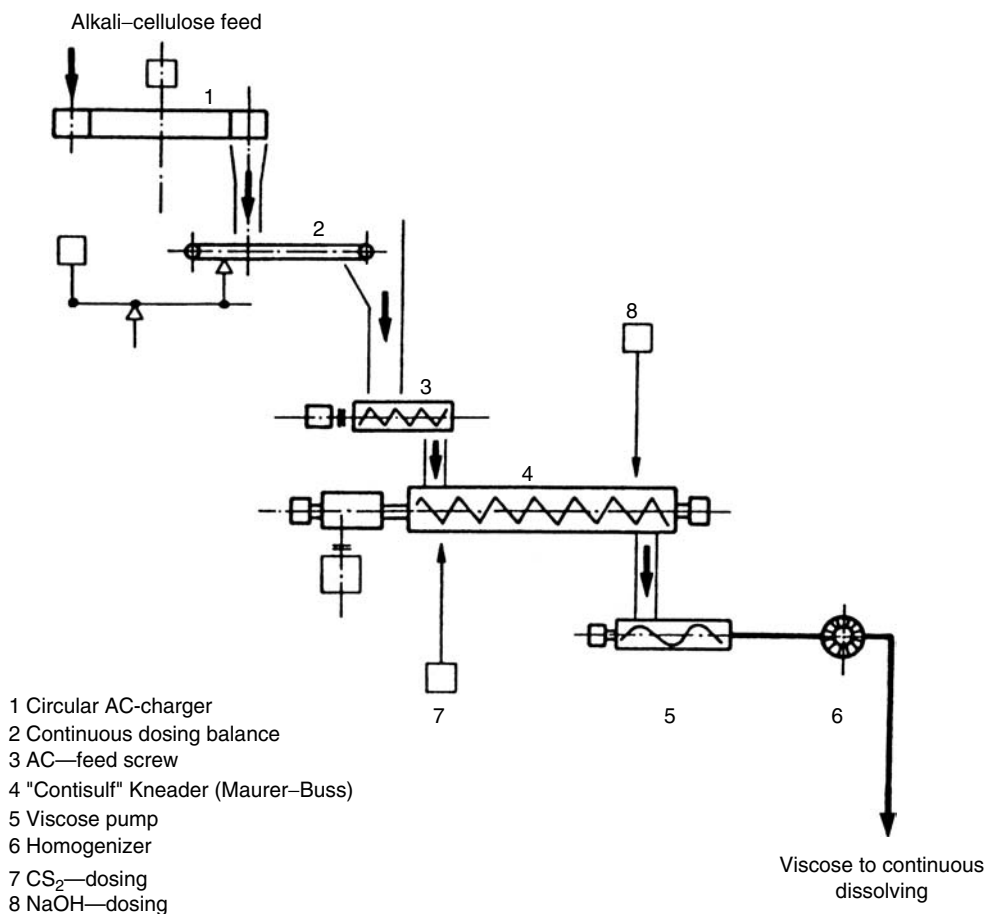 Alkali–cellulose feed
1
2
8
3
4
7
5
6
1 Circular AC-charger
2 Continuous dosing balance
3 AC—feed screw
4 "Contisulf" Kneader (Maurer–Buss)
5 Viscose pump
6 Homogenizer
7 CS₂—dosing
8 NaOH—dosing
Viscose to continuous
dissolving